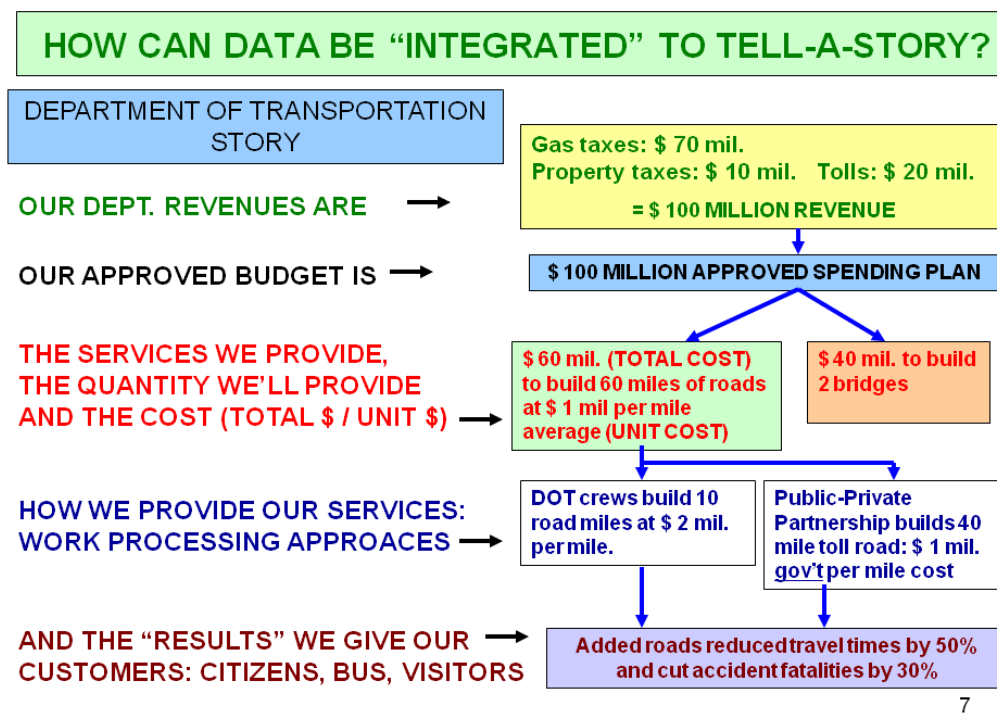 HOW CAN DATA BE “INTEGRATED” TO TELL-A-STORY?
DEPARTMENT OF TRANSPORTATION
STORY
OUR DEPT. REVENUES ARE
Gas taxes: $ 70 mil.
Property taxes: $ 10 mil. Tolls: $ 20 mil.
= $ 100 MILLION REVENUE
OUR APPROVED BUDGET IS
$ 100 MILLION APPROVED SPENDING PLAN
THE SERVICES WE PROVIDE,
THE QUANTITY WE’LL PROVIDE
AND THE COST (TOTAL $ / UNIT $)
$ 60 mil. (TOTAL COST)
to build 60 miles of roads
at $ 1 mil per mile
average (UNIT COST)
$ 40 mil. to build
2 bridges
HOW WE PROVIDE OUR SERVICES:
WORK PROCESSING APPROACES
DOT crews build 10
road miles at $ 2 mil.
per mile.
Public-Private
Partnership builds 40
mile toll road: $ 1 mil.
gov’t per mile cost
AND THE “RESULTS” WE GIVE OUR
CUSTOMERS: CITIZENS, BUS, VISITORS
Added roads reduced travel times by 50%
and cut accident fatalities by 30%
7